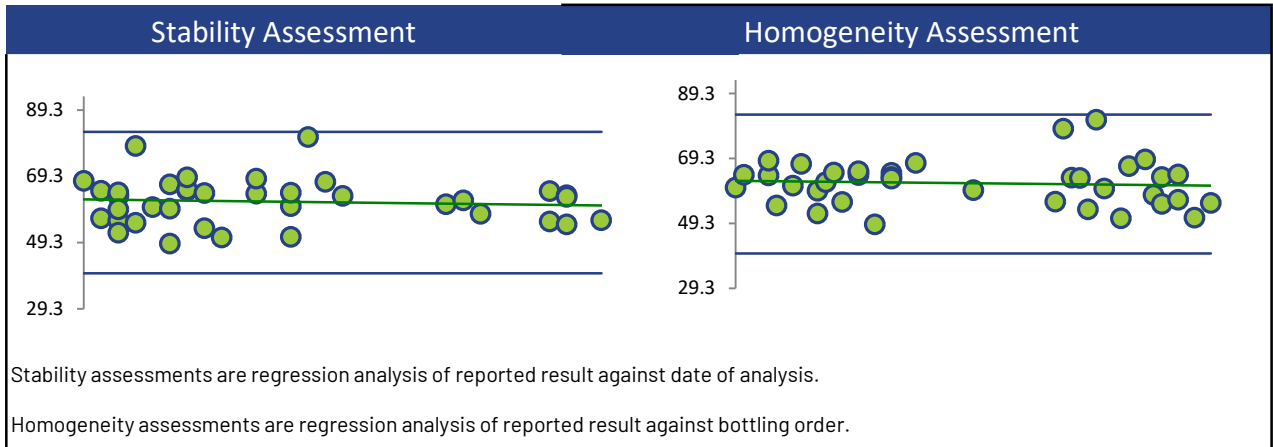 Stability Assessment
Homogeneity Assessment
89.3
69.3
49.3
29.3
89.3
69.3
49.3
29.3
Stability assessments are regression analysis of reported result against date of analysis.
Homogeneity assessments are regression analysis of reported result against bottling order.